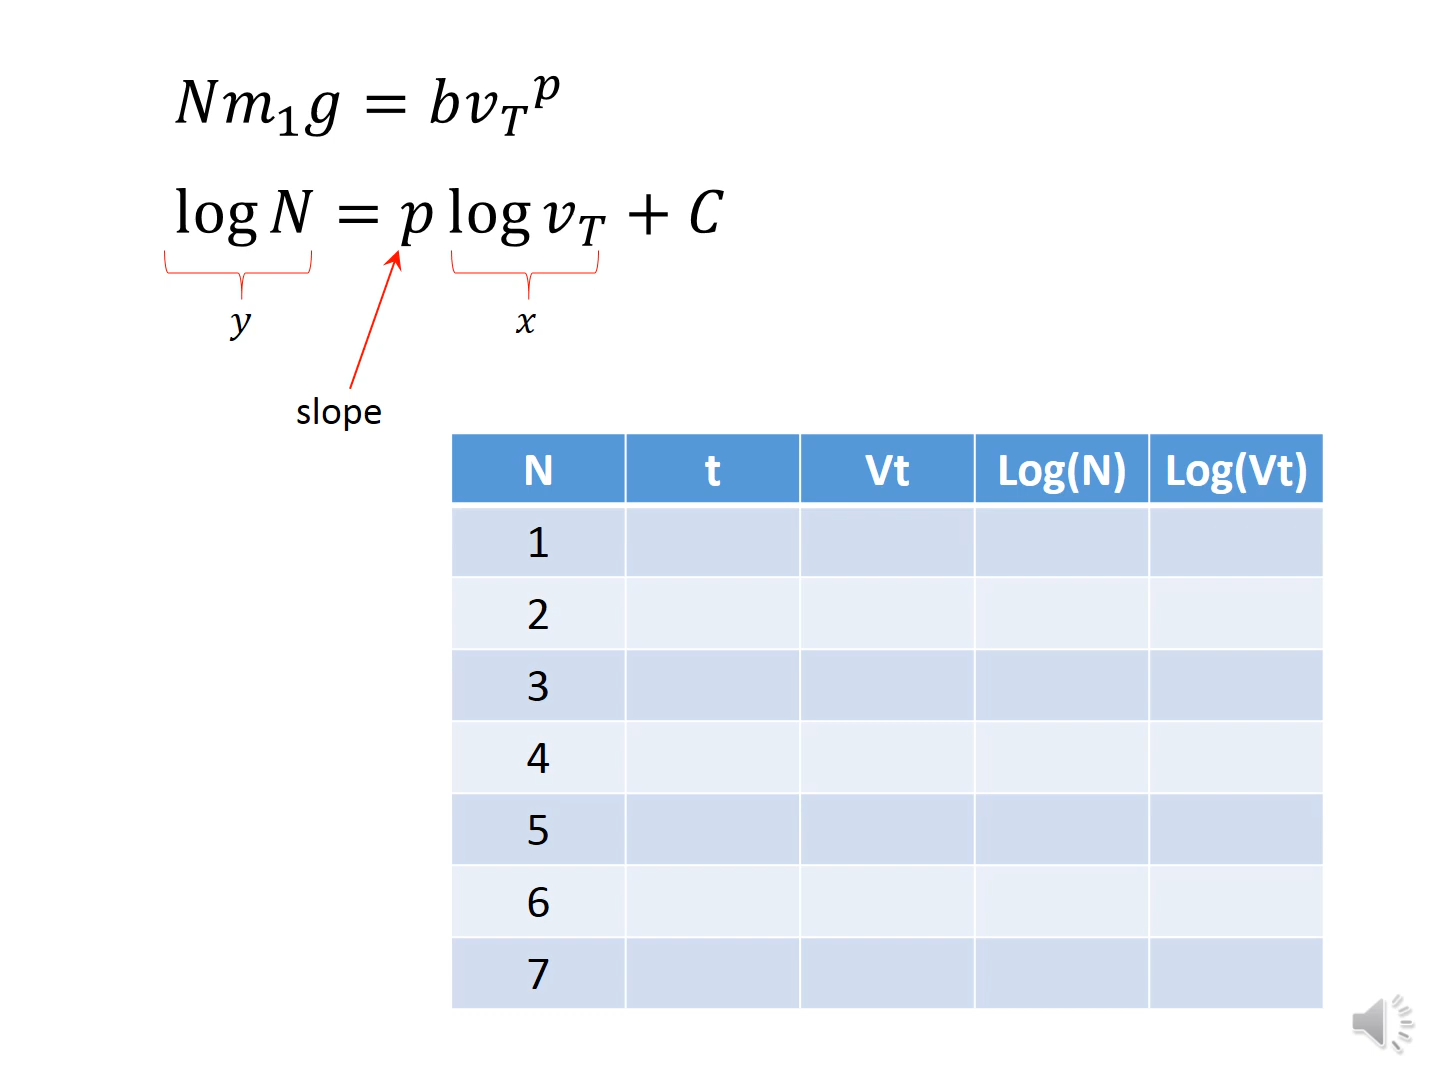 Nm₁g = bv_T^p
log N = p log v_T + C
y x
slope
N t Vt Log(N) Log(Vt)
1
2
3
4
5
6
7